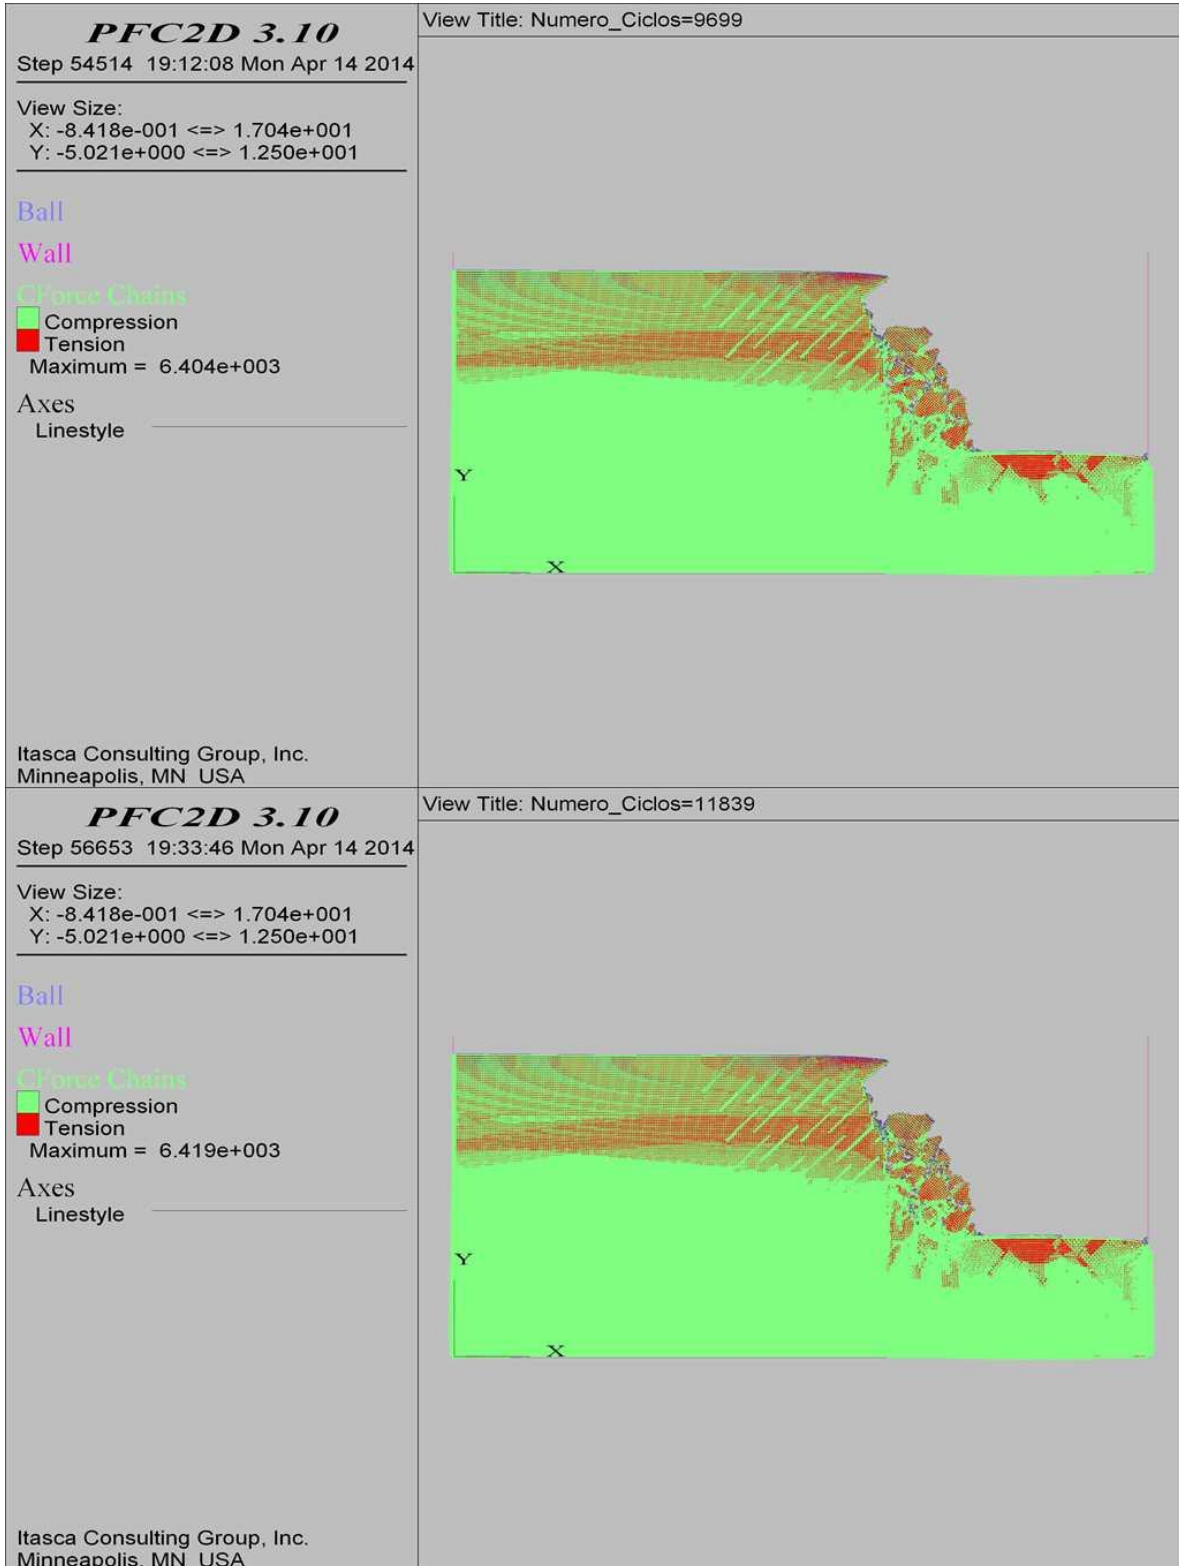 PFC2D 3.10
Step 54514 19:12:08 Mon Apr 14 2014
View Size:
X: -8.418e-001 <=> 1.704e+001
Y: -5.021e+000 <=> 1.250e+001
Ball
Wall
CForce Chains
Compression
Tension
Maximum = 6.404e+003
Axes
Linestyle
Itasca Consulting Group, Inc.
Minneapolis, MN USA
View Title: Numero_Ciclos=9699
Y
X
PFC2D 3.10
Step 56653 19:33:46 Mon Apr 14 2014
View Size:
X: -8.418e-001 <=> 1.704e+001
Y: -5.021e+000 <=> 1.250e+001
Ball
Wall
CForce Chains
Compression
Tension
Maximum = 6.419e+003
Axes
Linestyle
Itasca Consulting Group, Inc.
Minneapolis, MN USA
View Title: Numero_Ciclos=11839
Y
X